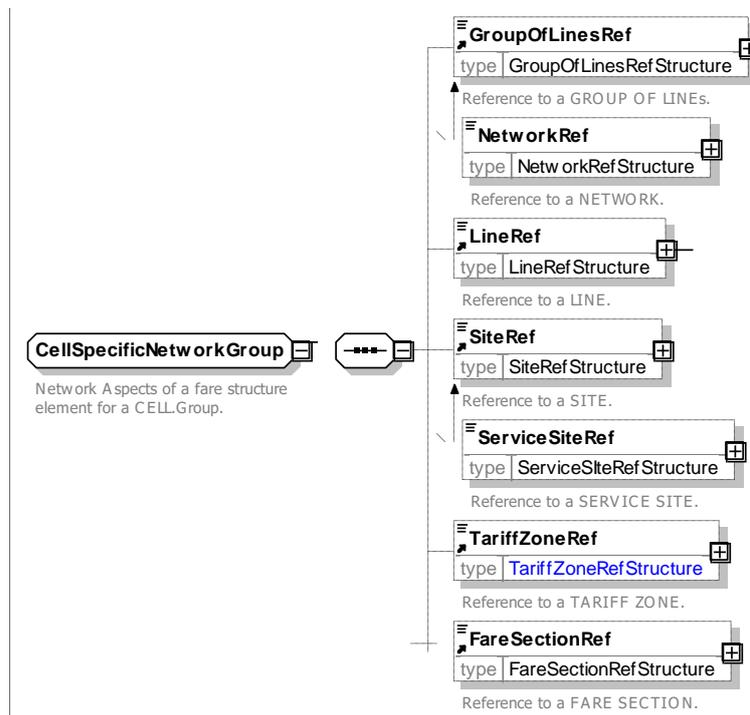 GroupOfLinesRef
type GroupOfLinesRefStructure
Reference to a GROUP OF LINEs.
NetworkRef
type NetworkRefStructure
Reference to a NETWORK.
LineRef
type LineRefStructure
Reference to a LINE.
CellSpecificNetworkGroup
Network Aspects of a fare structure
element for a CELL.Group.
SiteRef
type SiteRefStructure
Reference to a SITE.
ServiceSiteRef
type ServiceSIteRefStructure
Reference to a SERVICE SITE.
TariffZoneRef
type TariffZoneRefStructure
Reference to a TARIFF ZONE.
FareSectionRef
type FareSectionRefStructure
Reference to a FARE SECTION.